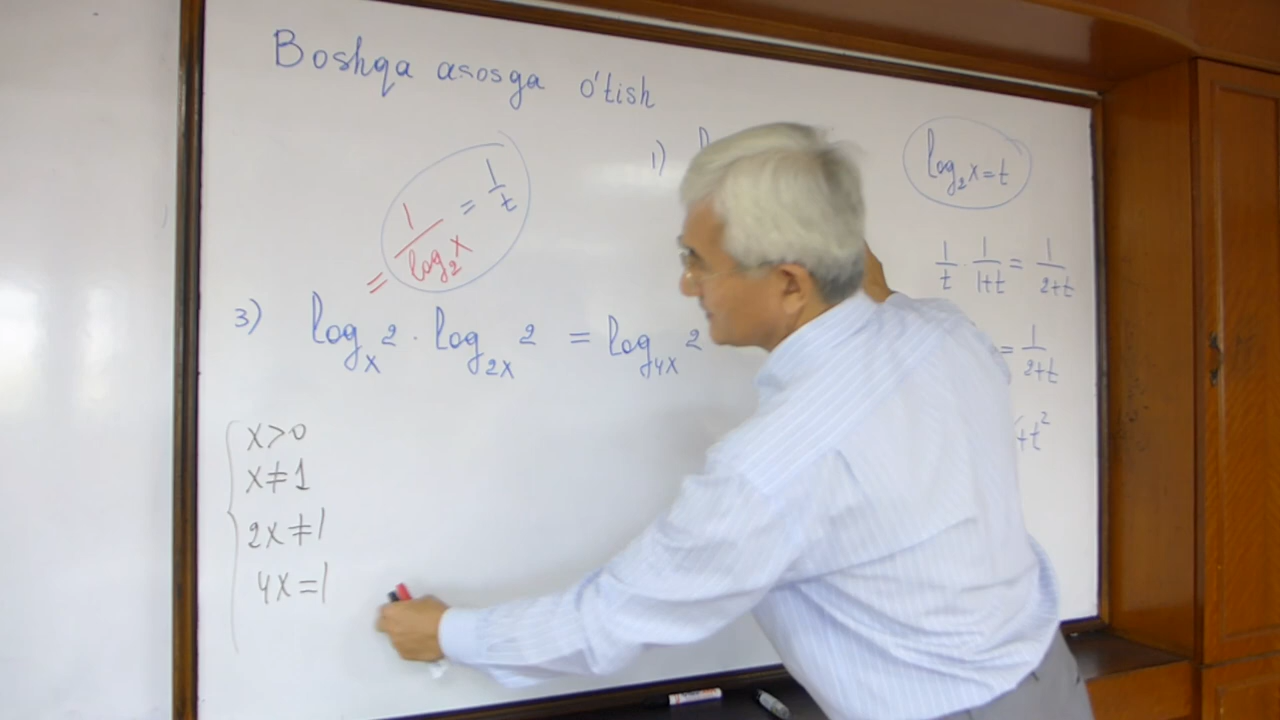 Boshqa asosga o'tish
1)
log₂x=t
= 1/log₂x = 1/t
1/t · 1/1+t = 1/2+t
3) logₓ2 · log₂ₓ2 = log₄ₓ2
= 1/2+t
+t²
x>0
x≠1
2x≠1
4x=1